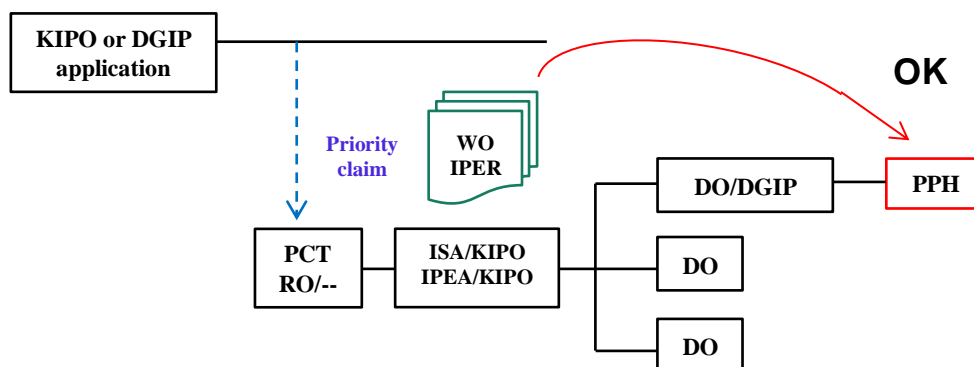 KIPO or DGIP
application
OK
Priority
claim
WO
IPER
DO/DGIP
PPH
PCT
RO/--
ISA/KIPO
IPEA/KIPO
DO
DO